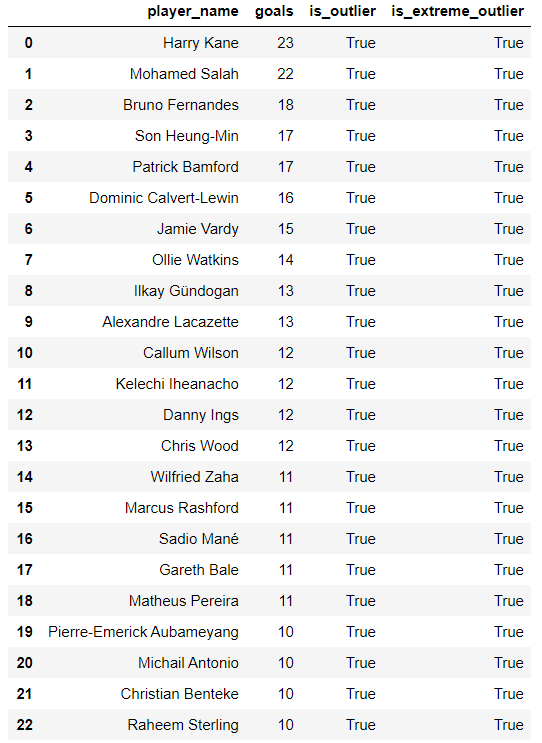 player_name goals is_outlier is_extreme_outlier
0 Harry Kane 23 True True
1 Mohamed Salah 22 True True
2 Bruno Fernandes 18 True True
3 Son Heung-Min 17 True True
4 Patrick Bamford 17 True True
5 Dominic Calvert-Lewin 16 True True
6 Jamie Vardy 15 True True
7 Ollie Watkins 14 True True
8 Ilkay Gündogan 13 True True
9 Alexandre Lacazette 13 True True
10 Callum Wilson 12 True True
11 Kelechi Iheanacho 12 True True
12 Danny Ings 12 True True
13 Chris Wood 12 True True
14 Wilfried Zaha 11 True True
15 Marcus Rashford 11 True True
16 Sadio Mané 11 True True
17 Gareth Bale 11 True True
18 Matheus Pereira 11 True True
19 Pierre-Emerick Aubameyang 10 True True
20 Michail Antonio 10 True True
21 Christian Benteke 10 True True
22 Raheem Sterling 10 True True